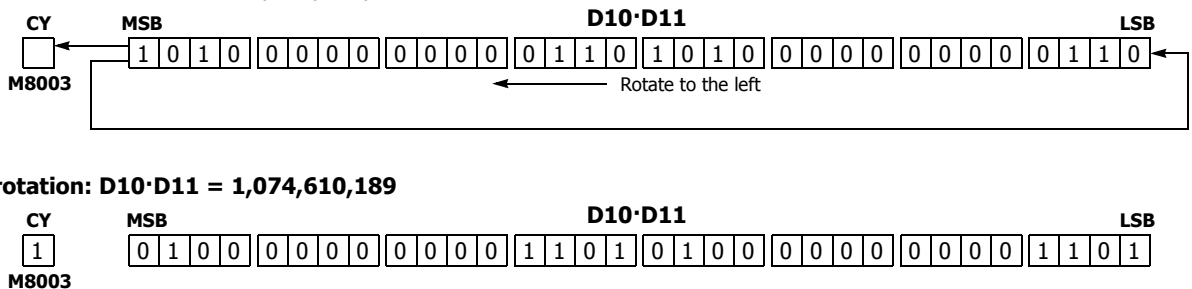 D10·D11
CY MSB LSB
1 0 1 0 0 0 0 0 0 0 0 0 0 1 1 0 1 0 1 0 0 0 0 0 0 0 0 0 0 1 1 0
M8003 Rotate to the left
rotation: D10·D11 = 1,074,610,189
D10·D11
CY MSB LSB
1 0 1 0 0 0 0 0 0 0 0 0 0 1 1 0 1 0 1 0 0 0 0 0 0 0 0 0 0 1 1 0 1
M8003